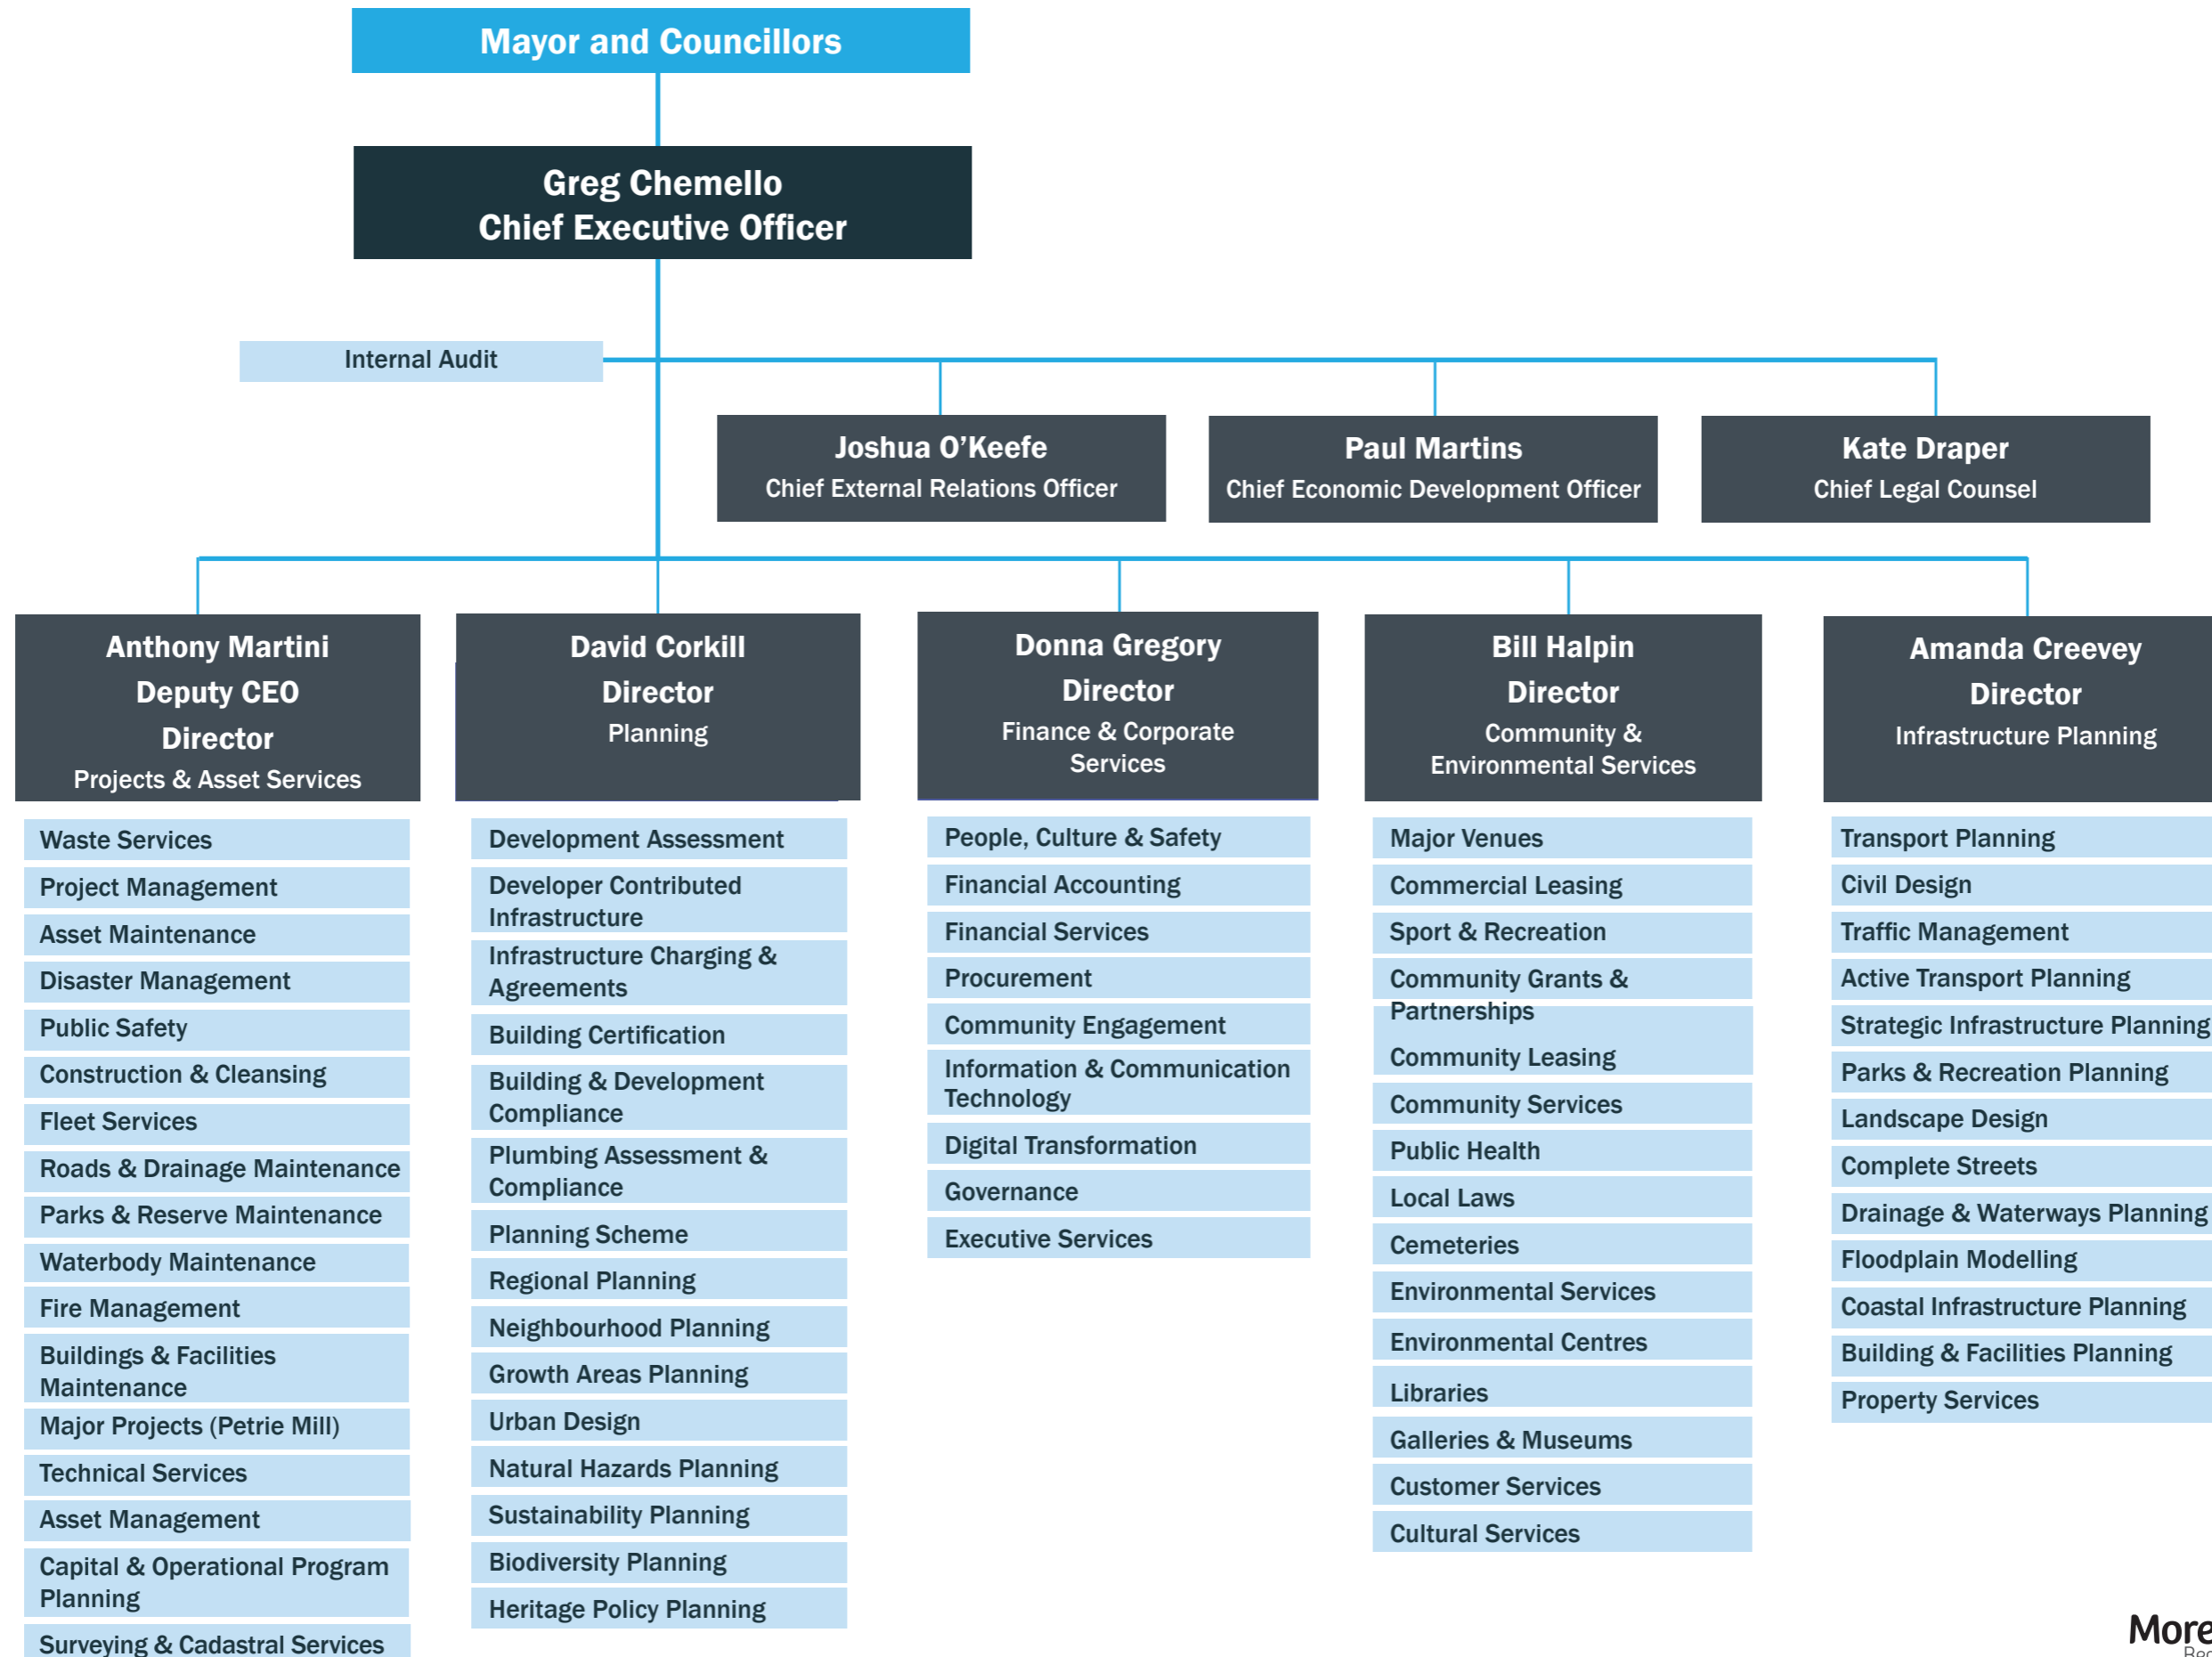 Mayor and Councillors
Greg Chemello
Chief Executive Officer
Internal Audit
Joshua O’Keefe
Chief External Relations Officer
Paul Martins
Chief Economic Development Officer
Kate Draper
Chief Legal Counsel
Anthony Martini
Deputy CEO
Director
Projects & Asset Services
Waste Services
Project Management
Asset Maintenance
Disaster Management
Public Safety
Construction & Cleansing
Fleet Services
Roads & Drainage Maintenance
Parks & Reserve Maintenance
Waterbody Maintenance
Fire Management
Buildings & Facilities
Maintenance
Major Projects (Petrie Mill)
Technical Services
Asset Management
Capital & Operational Program
Planning
Surveying & Cadastral Services
David Corkill
Director
Planning
Development Assessment
Developer Contributed
Infrastructure
Infrastructure Charging &
Agreements
Building Certification
Building & Development
Compliance
Plumbing Assessment &
Compliance
Planning Scheme
Regional Planning
Neighbourhood Planning
Growth Areas Planning
Urban Design
Natural Hazards Planning
Sustainability Planning
Biodiversity Planning
Heritage Policy Planning
Donna Gregory
Director
Finance & Corporate
Services
People, Culture & Safety
Financial Accounting
Financial Services
Procurement
Community Engagement
Information & Communication
Technology
Digital Transformation
Governance
Executive Services
Bill Halpin
Director
Community &
Environmental Services
Major Venues
Commercial Leasing
Sport & Recreation
Community Grants &
Partnerships
Community Leasing
Community Services
Public Health
Local Laws
Cemeteries
Environmental Services
Environmental Centres
Libraries
Galleries & Museums
Customer Services
Cultural Services
Amanda Creevey
Director
Infrastructure Planning
Transport Planning
Civil Design
Traffic Management
Active Transport Planning
Strategic Infrastructure Planning
Parks & Recreation Planning
Landscape Design
Complete Streets
Drainage & Waterways Planning
Floodplain Modelling
Coastal Infrastructure Planning
Building & Facilities Planning
Property Services
More